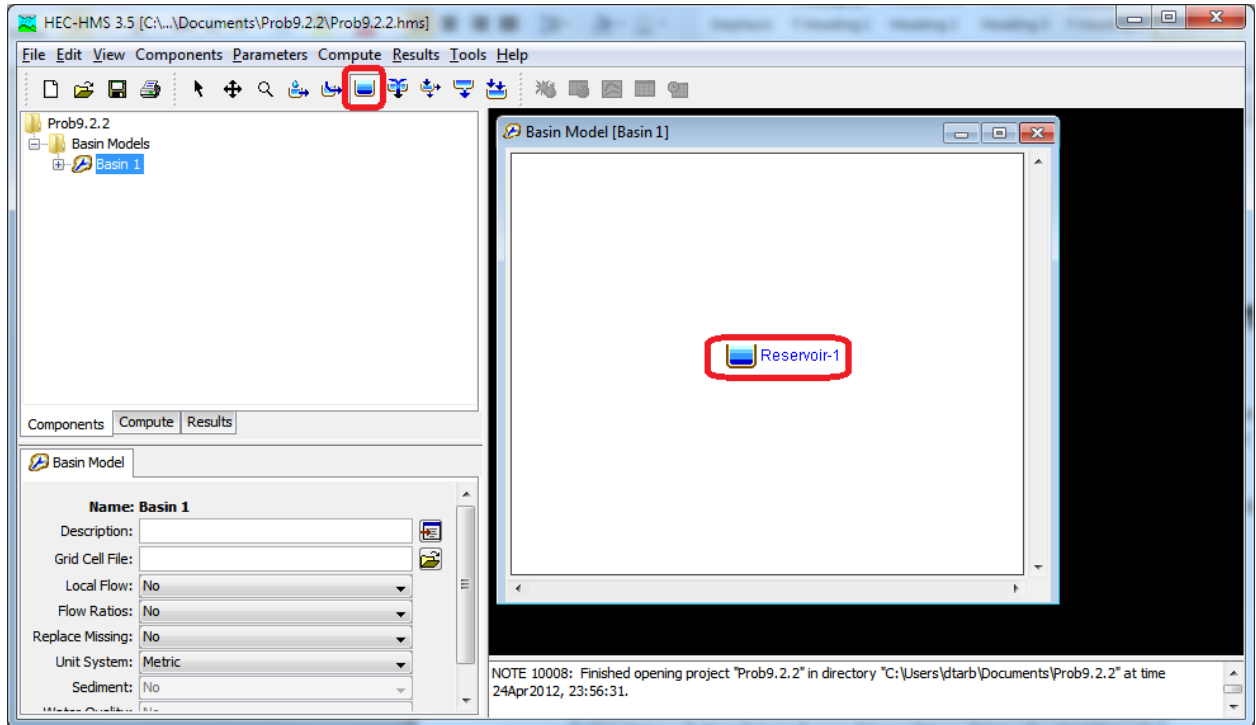 HEC-HMS 3.5 [C:\...\Documents\Prob9.2.2\Prob9.2.2.hms]
File Edit View Components Parameters Compute Results Tools Help
Prob9.2.2
Basin Models
Basin 1
Components Compute Results
Basin Model
Name: Basin 1
Description:
Grid Cell File:
Local Flow: No
Flow Ratios: No
Replace Missing: No
Unit System: Metric
Sediment: No
Basin Model [Basin 1]
Reservoir-1
NOTE 10008: Finished opening project "Prob9.2.2" in directory "C:\Users\dtarb\Documents\Prob9.2.2" at time
24Apr2012, 23:56:31.